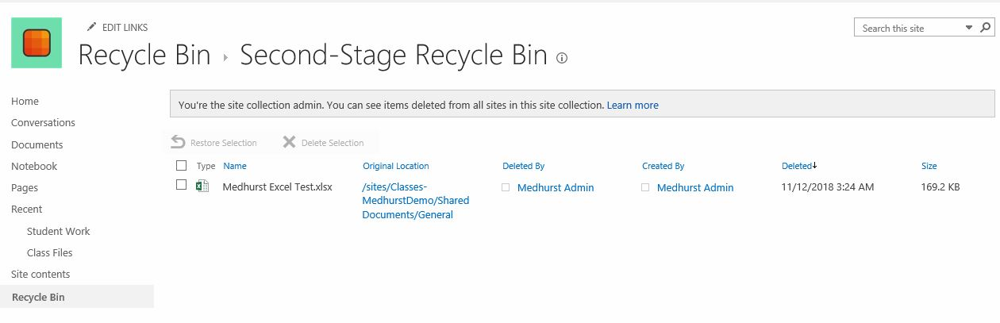 EDIT LINKS
Search this site
Recycle Bin Second-Stage Recycle Bin
Home
Conversations
Documents
Notebook
Pages
Recent
Student Work
Class Files
Site contents
Recycle Bin
You're the site collection admin. You can see items deleted from all sites in this site collection. Learn more
Restore Selection Delete Selection
Type Name Original Location Deleted By Created By Deleted↓ Size
Medhurst Excel Test.xlsx /sites/Classes- Medhurst Admin Medhurst Admin 11/12/2018 3:24 AM 169.2 KB
MedhurstDemo/Shared
Documents/General